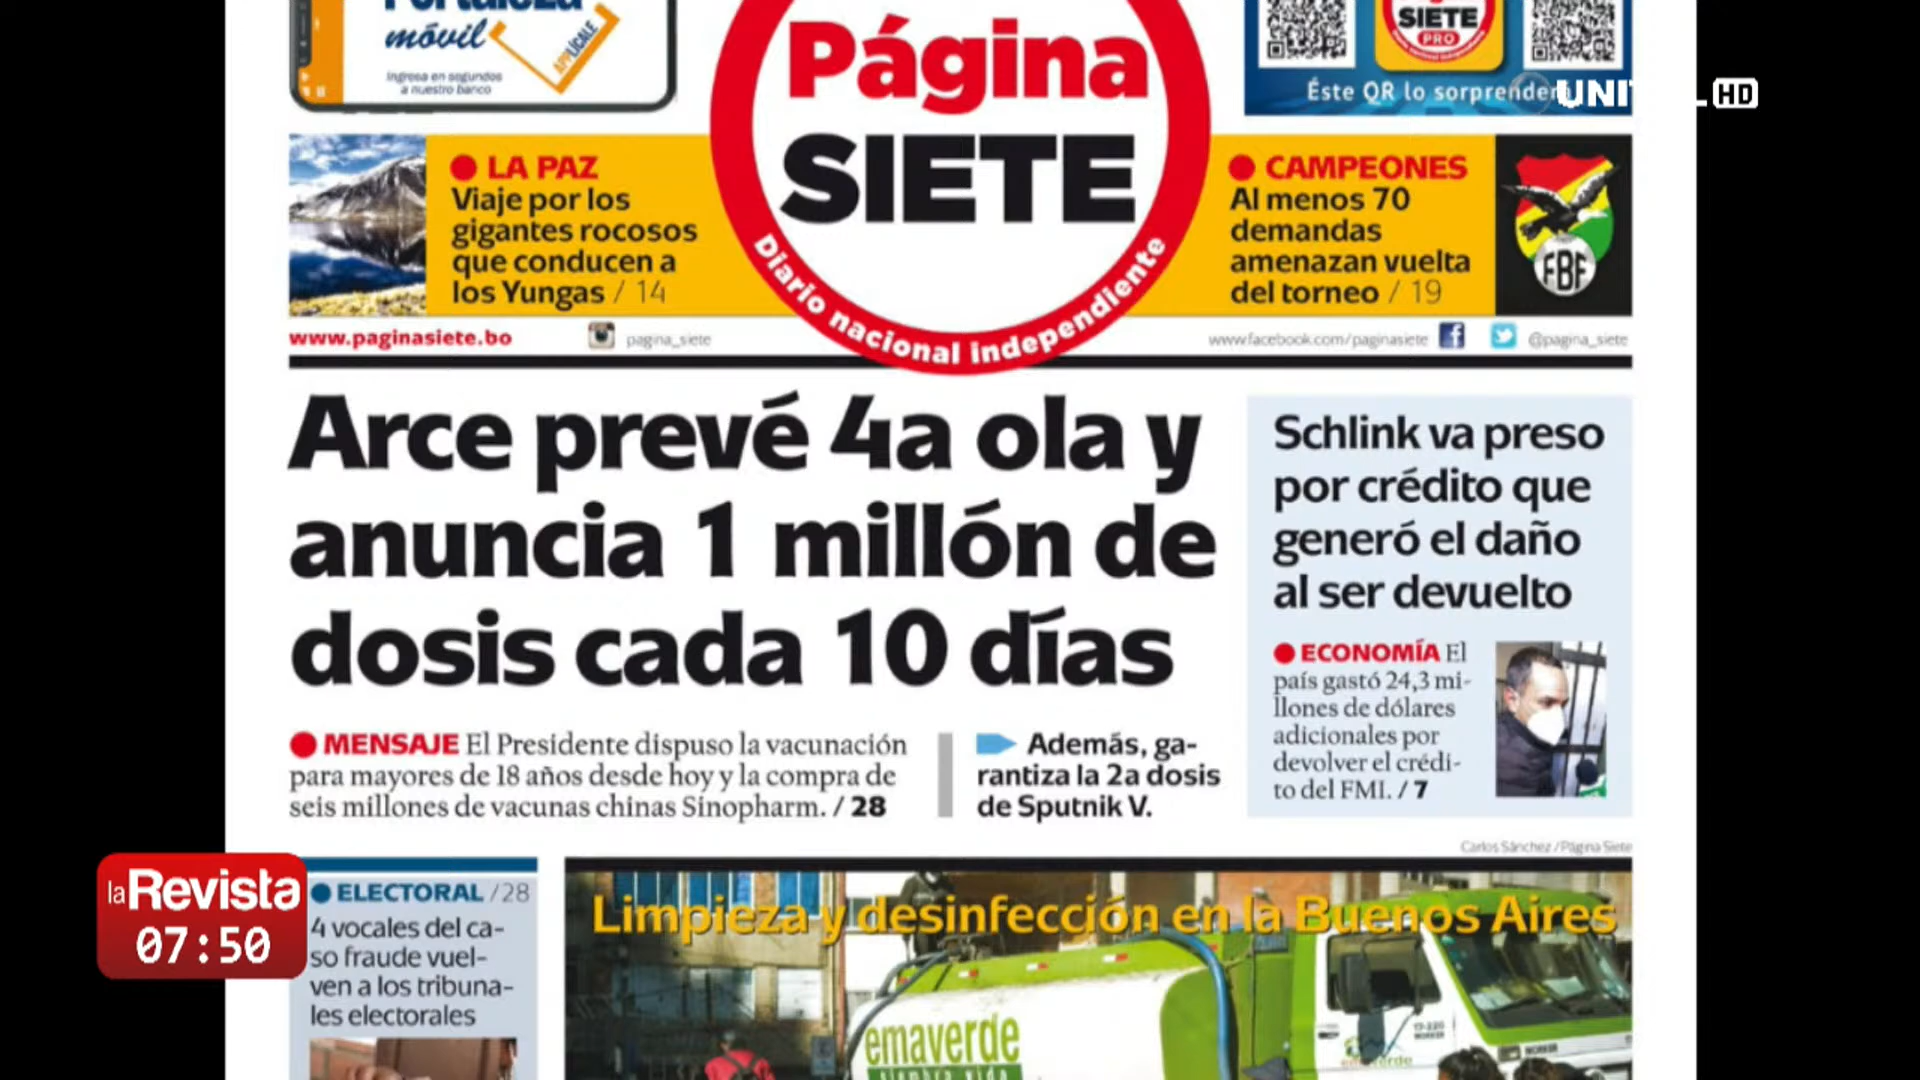 Fortaleza
móvil
APPLÍCALE
Ingresa en segundos
a nuestro banco
Página
SIETE
Diario nacional independiente
SIETE
PRO
Éste QR lo sorprender
UNIT L HD
LA PAZ
Viaje por los
gigantes rocosos
que conducen a
los Yungas / 14
CAMPEONES
Al menos 70
demandas
amenazan vuelta
del torneo / 19
FBF
www.paginasiete.bo
pagina_siete
www.facebook.com/paginasiete
@pagina_siete
Arce prevé 4a ola y
anuncia 1 millón de
dosis cada 10 días
MENSAJE El Presidente dispuso la vacunación
para mayores de 18 años desde hoy y la compra de
seis millones de vacunas chinas Sinopharm. / 28
Además, ga-
rantiza la 2a dosis
de Sputnik V.
Schlink va preso
por crédito que
generó el daño
al ser devuelto
ECONOMÍA El
país gastó 24,3 mi-
llones de dólares
adicionales por
devolver el crédi-
to del FMI. / 7
Carlos Sánchez / Página Siete
la Revista
07:50
ELECTORAL / 28
4 vocales del ca-
so fraude vuel-
ven a los tribuna-
les electorales
Limpieza y desinfección en la Buenos Aires
emaverde
17-220